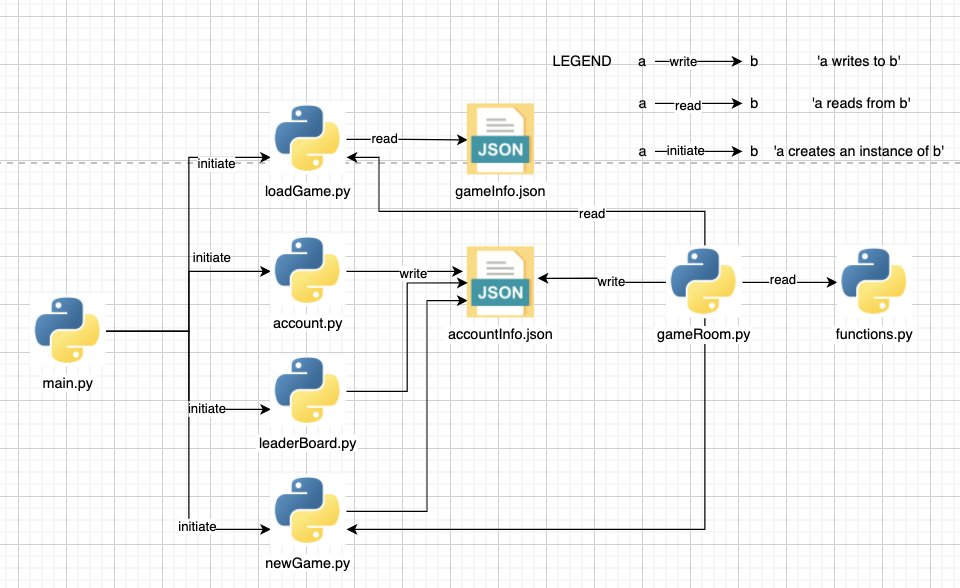 LEGEND a write b 'a writes to b'
a read b 'a reads from b'
a initiate b 'a creates an instance of b'
initiate
loadGame.py
read
JSON
gameInfo.json
read
initiate
account.py
write
JSON
accountInfo.json
write
gameRoom.py
read
functions.py
main.py
initiate
leaderBoard.py
initiate
newGame.py